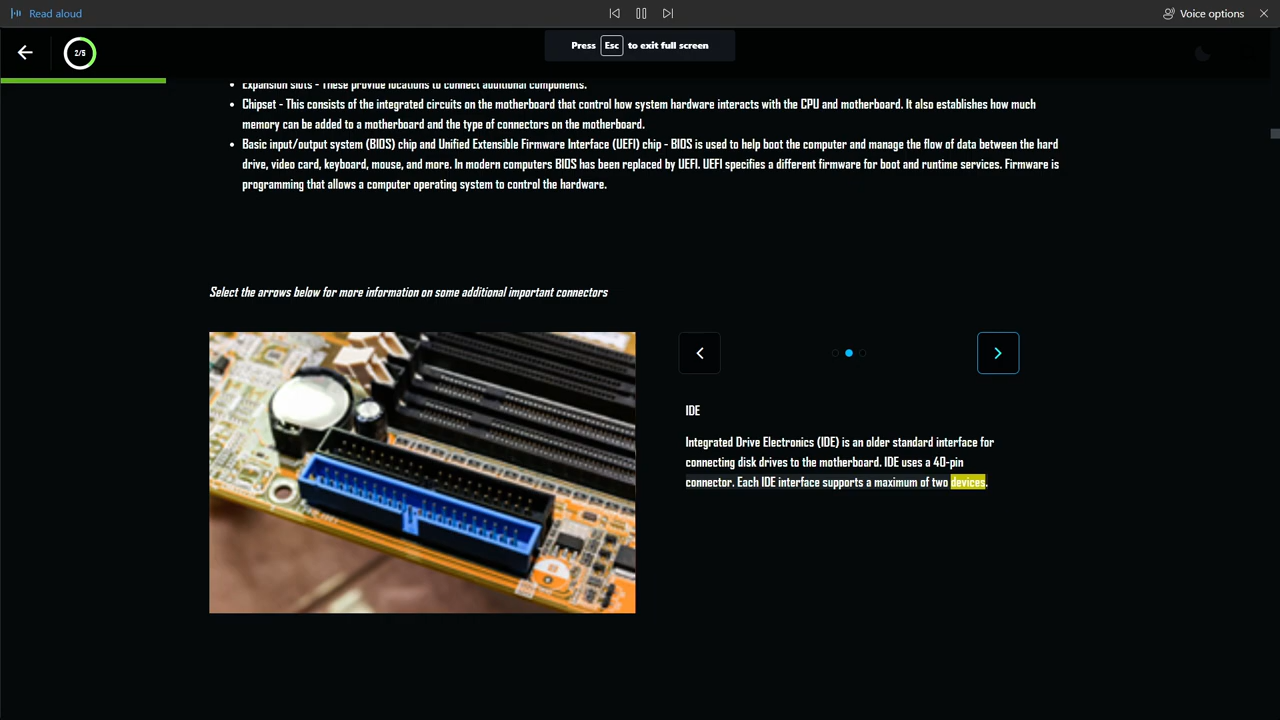 Read aloud
Voice options
2/5
Press Esc to exit full screen
Expansion slots - These provide locations to connect additional components.
Chipset - This consists of the integrated circuits on the motherboard that control how system hardware interacts with the CPU and motherboard. It also establishes how much
memory can be added to a motherboard and the type of connectors on the motherboard.
Basic input/output system (BIOS) chip and Unified Extensible Firmware Interface (UEFI) chip - BIOS is used to help boot the computer and manage the flow of data between the hard
drive, video card, keyboard, mouse, and more. In modern computers BIOS has been replaced by UEFI. UEFI specifies a different firmware for boot and runtime services. Firmware is
programming that allows a computer operating system to control the hardware.
Select the arrows below for more information on some additional important connectors
IDE
Integrated Drive Electronics (IDE) is an older standard interface for
connecting disk drives to the motherboard. IDE uses a 40-pin
connector. Each IDE interface supports a maximum of two devices.